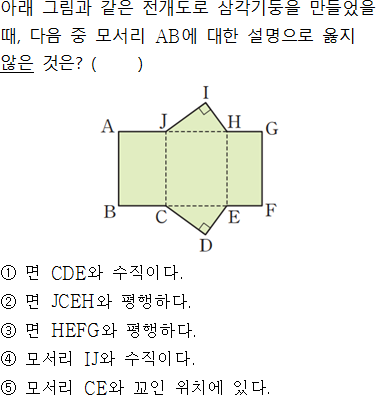 아래 그림과 같은 전개도로 삼각기둥을 만들었을
때, 다음 중 모서리 AB에 대한 설명으로 옳지
않은 것은? (      )
I
A J H G
B C E F
D
① 면 CDE와 수직이다.
② 면 JCEH와 평행하다.
③ 면 HEFG와 평행하다.
④ 모서리 IJ와 수직이다.
⑤ 모서리 CE와 꼬인 위치에 있다.